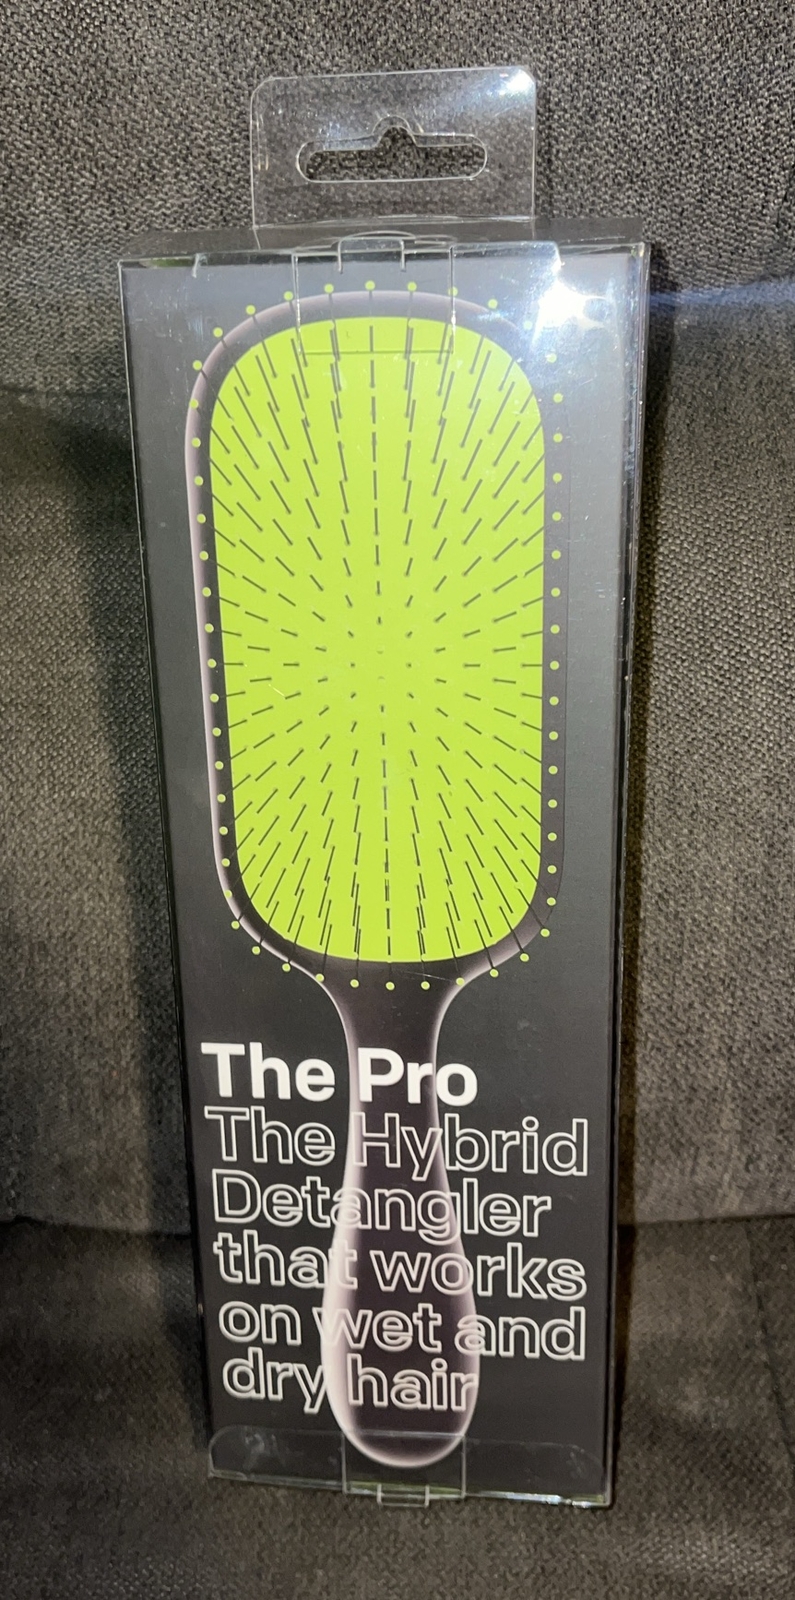 The Pro
The Hybrid
Detangler
that works
on wet and
dry hair